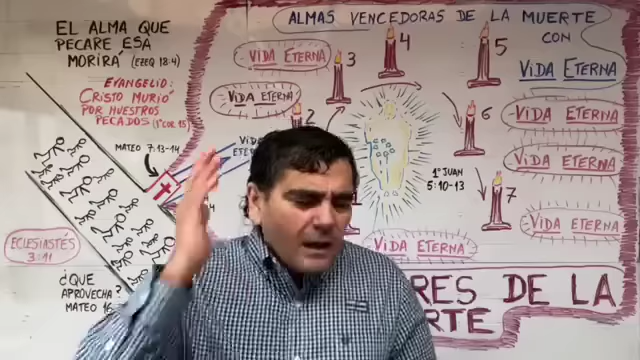 EL ALMA QUE
PECARE ESA
MORIRA" (EZEQ 18:4)
EVANGELIO:
CRISTO MURIO"
POR NUESTROS
PECADOS (1°COR. 15)
MATEO 7:13-14
ECLESIASTÉS
3:11
¿QUE
APROVECHA?
MATEO 16
ALMAS VENCEDORAS DE LA MUERTE
CON
VIDA ETERNA
VIDA ETERNA
VIDA ETERNA
2
3
4
5
6
7
VIDA ETERNA
VIDA ETERNA
VIDA ETERNA
1° JUAN
5:10-13
VIDA ETERNA
RES DE LA
RTE